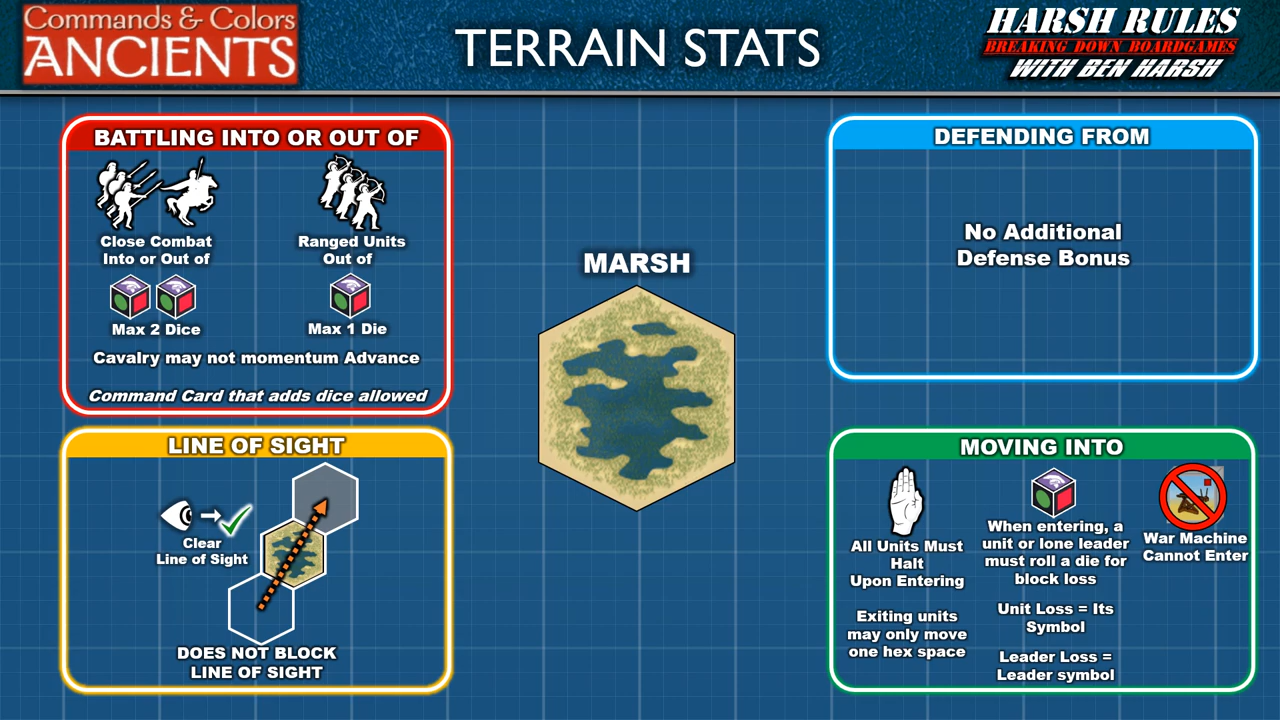 Commands & Colors
ANCIENTS
TERRAIN STATS
HARSH RULES
BREAKING DOWN BOARDGAMES
WITH BEN HARSH
BATTLING INTO OR OUT OF
Close Combat
Into or Out of
Max 2 Dice
Ranged Units
Out of
Max 1 Die
Cavalry may not momentum Advance
Command Card that adds dice allowed
MARSH
DEFENDING FROM
No Additional
Defense Bonus
LINE OF SIGHT
Clear
Line of Sight
DOES NOT BLOCK
LINE OF SIGHT
MOVING INTO
All Units Must
Halt
Upon Entering
Exiting units
may only move
one hex space
When entering, a
unit or lone leader
must roll a die for
block loss
Unit Loss = Its
Symbol
Leader Loss =
Leader symbol
War Machine
Cannot Enter